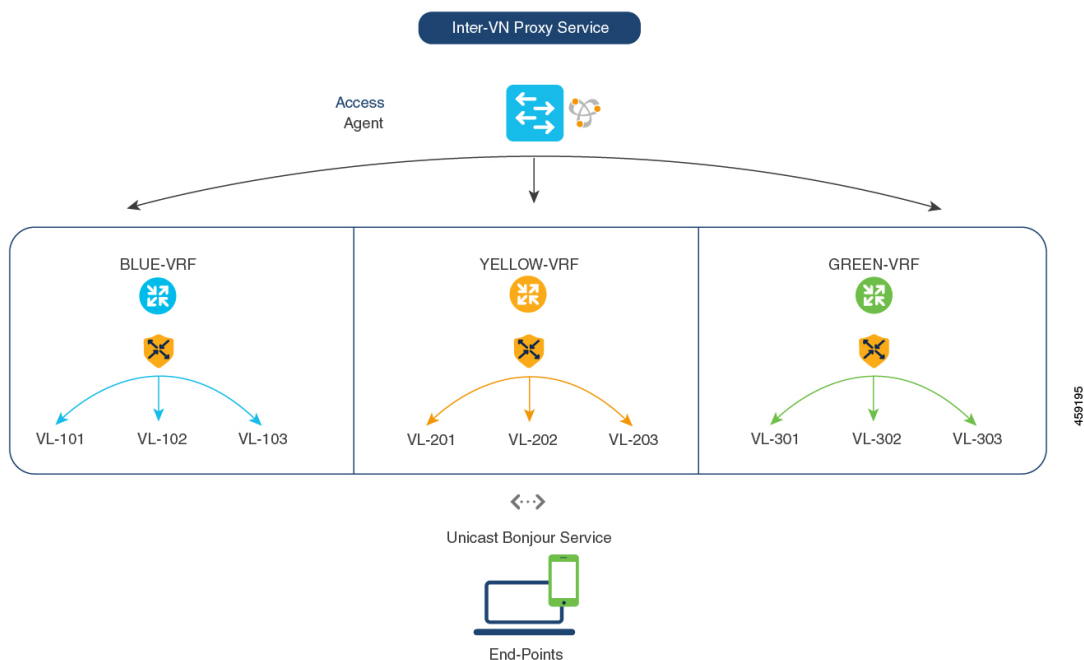 Inter-VN Proxy Service
Access
Agent
BLUE-VRF
YELLOW-VRF
GREEN-VRF
VL-101
VL-102
VL-103
VL-201
VL-202
VL-203
VL-301
VL-302
VL-303
459195
Unicast Bonjour Service
End-Points